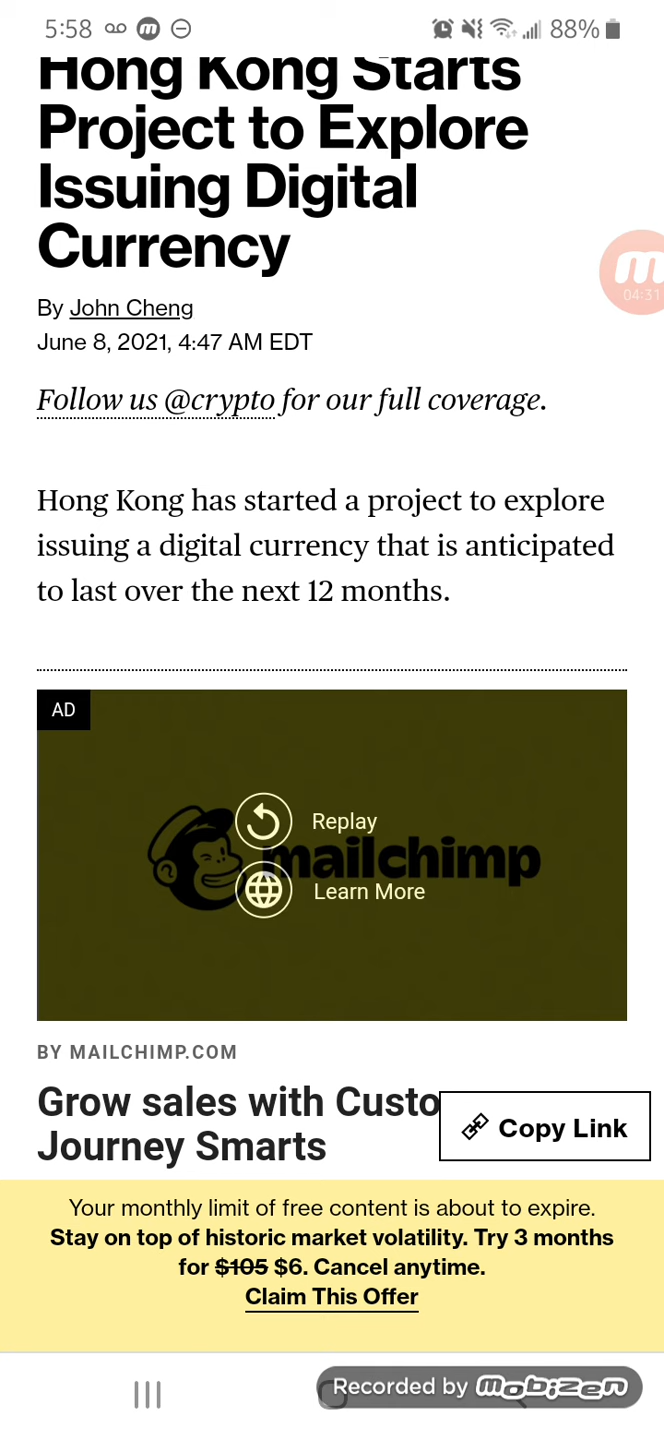 5:58
88%
Hong Kong Starts
Project to Explore
Issuing Digital
Currency
04:31
By John Cheng
June 8, 2021, 4:47 AM EDT
Follow us @crypto for our full coverage.
Hong Kong has started a project to explore
issuing a digital currency that is anticipated
to last over the next 12 months.
AD
Replay
mailchimp
Learn More
BY MAILCHIMP.COM
Grow sales with Custo
Journey Smarts
Copy Link
Your monthly limit of free content is about to expire.
Stay on top of historic market volatility. Try 3 months
for $105 $6. Cancel anytime.
Claim This Offer
Recorded by mobizen